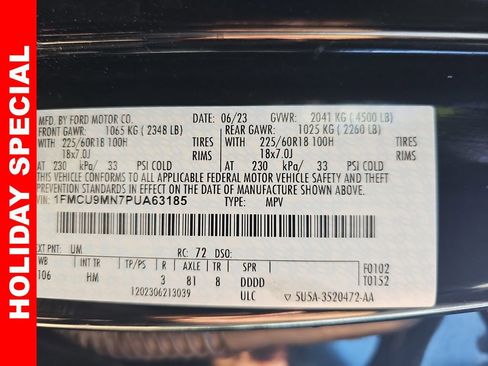 HOLIDAY SPECIAL
MFD. BY FORD MOTOR CO.
DATE: 06/23 GVWR: 2041 KG ( 4500 LB)
FRONT GAWR: 1065 KG ( 2348 LB)
REAR GAWR: 1025 KG ( 2260 LB)
WITH 225/60R18 100H TIRES
WITH 225/60R18 100H TIRES
18x7.0J RIMS
18x7.0J RIMS
AT 230 kPa/ 33 PSI COLD
AT 230 kPa/ 33 PSI COLD
THIS VEHICLE CONFORMS TO ALL APPLICABLE FEDERAL MOTOR VEHICLE SAFETY AND THEFT
PREVENTION STANDARDS IN EFFECT ON THE DATE OF MANUFACTURE SHOWN ABOVE.
VIN: 1FMCU9MN7PUA63185 TYPE: MPV
EXT PNT: UM RC: 72 DSO:
WB INT TR TP/PS R AXLE TR SPR
106 HM 3 81 8 DDDD
F0102
T0152
1202306213039 ULC 5U5A-3520472-AA